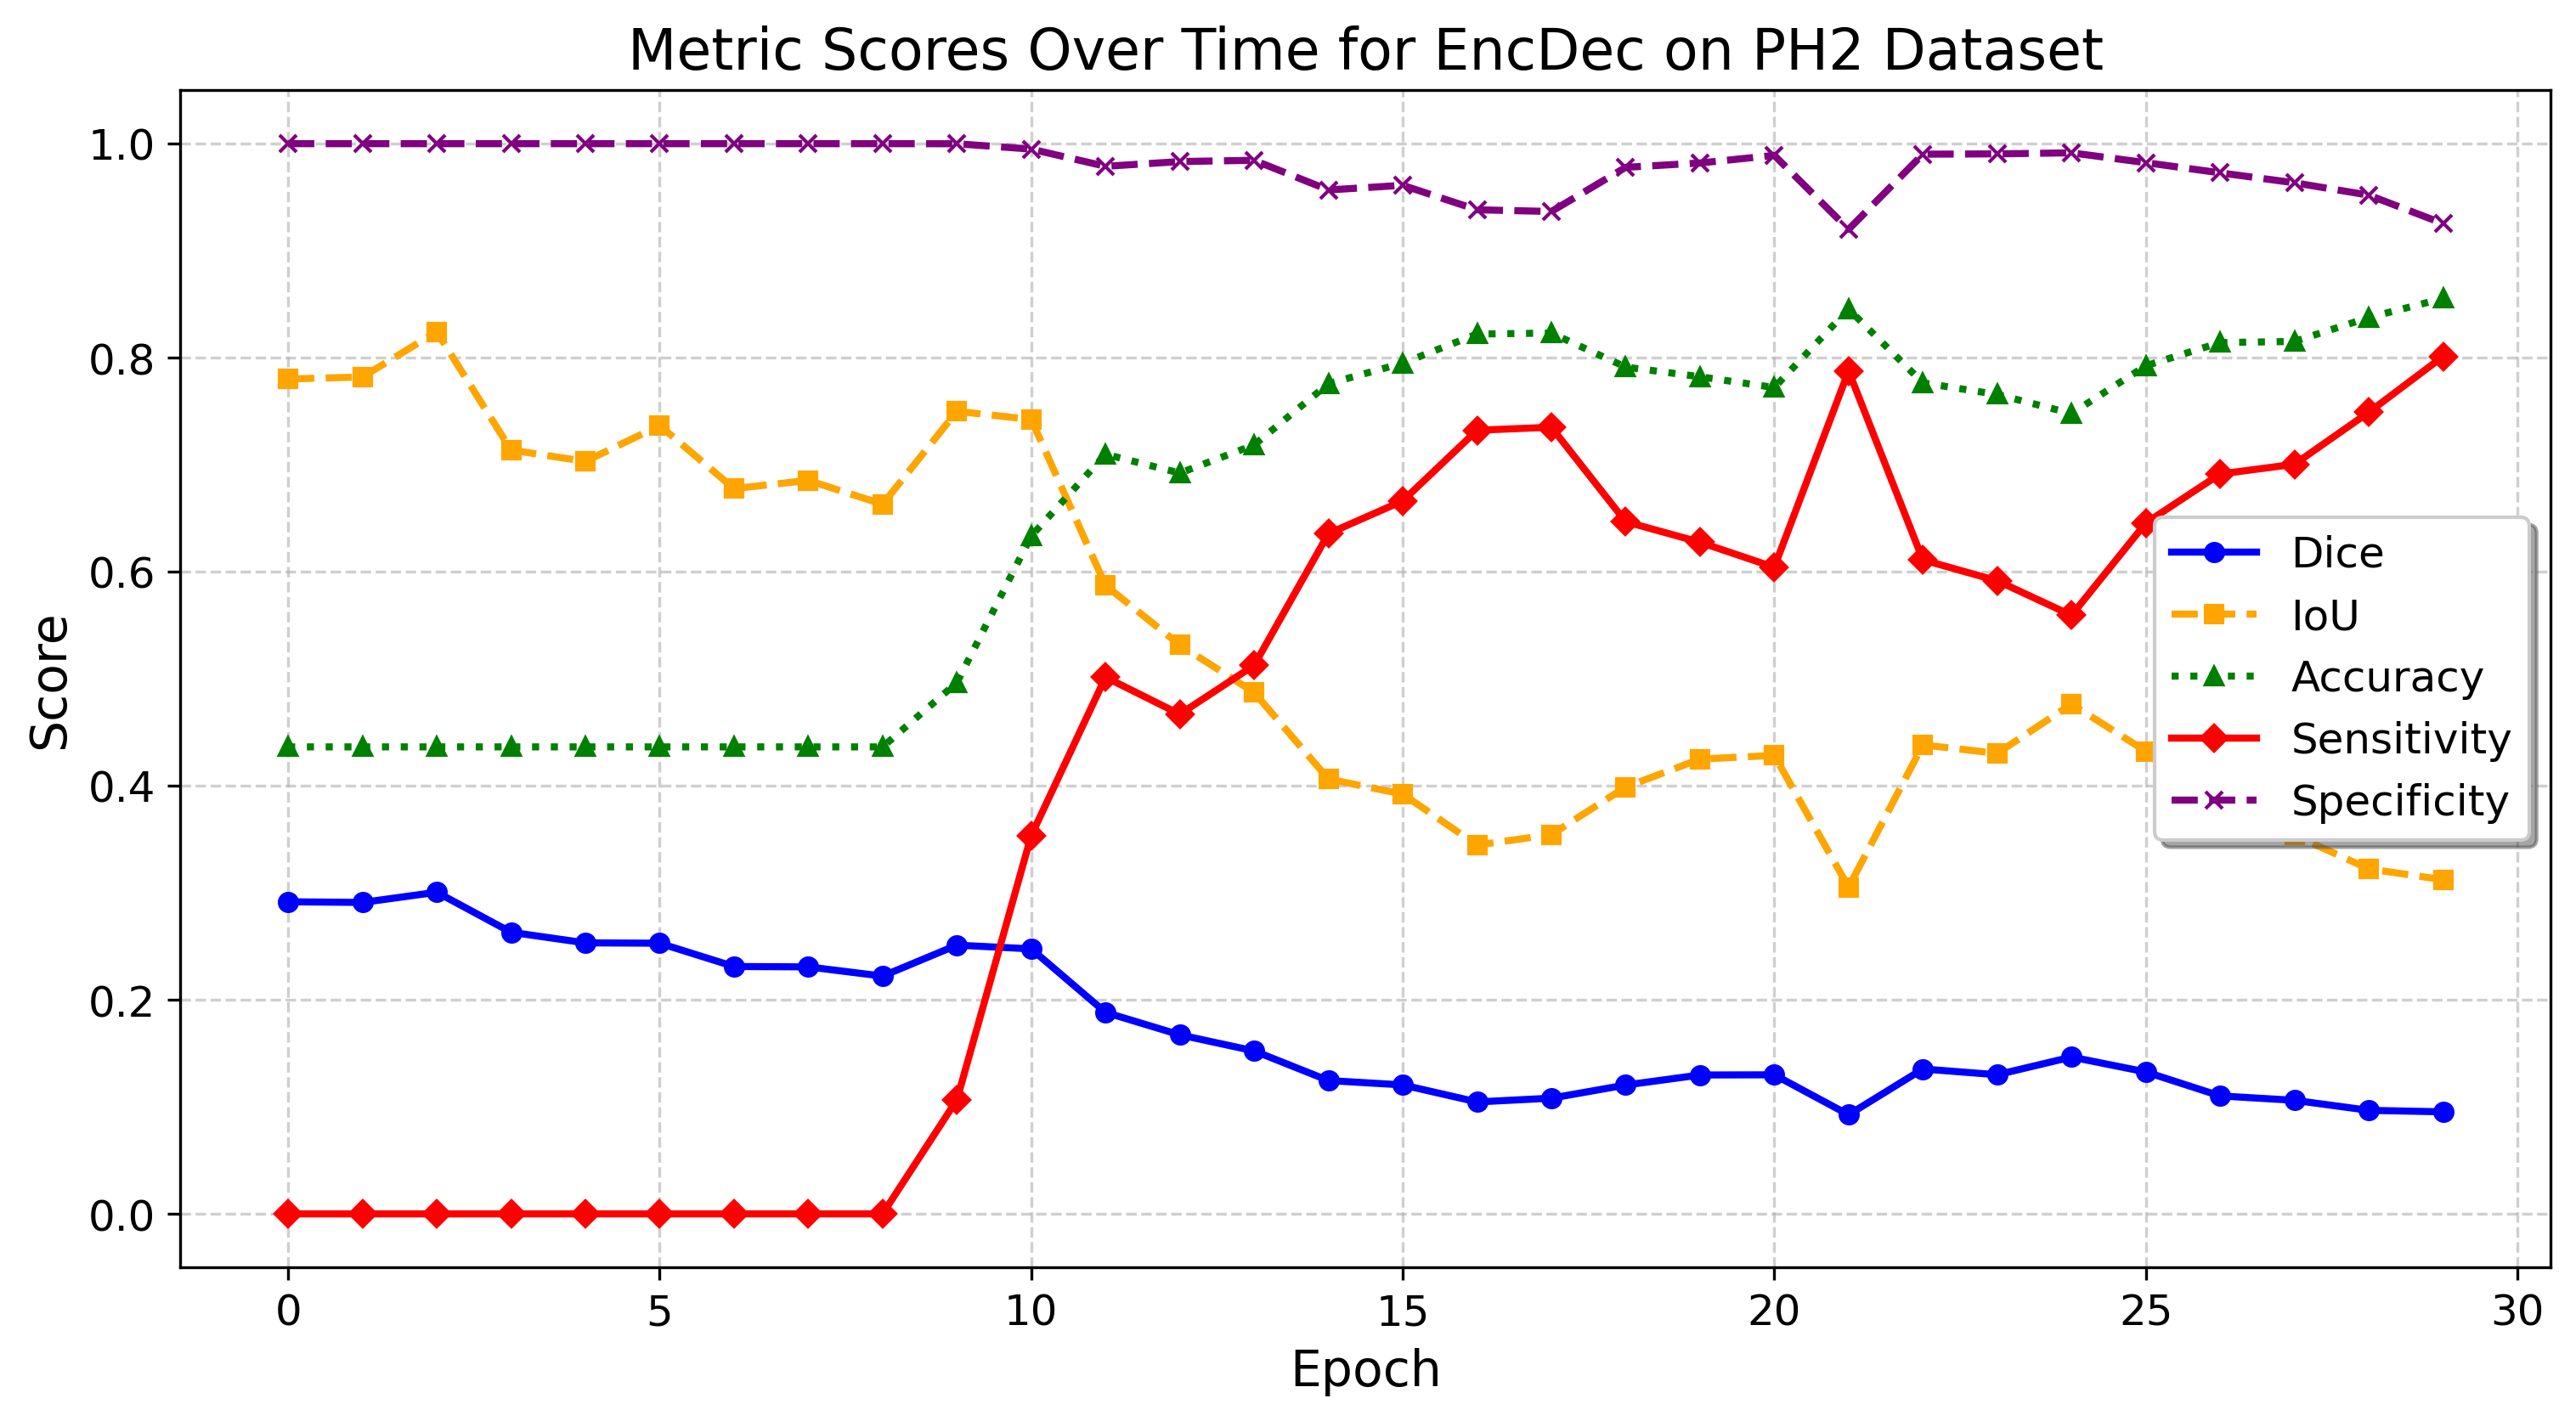 Metric Scores Over Time for EncDec on PH2 Dataset
1.0
0.8
0.6
0.4
0.2
0.0
Score
Dice
IoU
Accuracy
Sensitivity
Specificity
0 5 10 15 20 25 30
Epoch